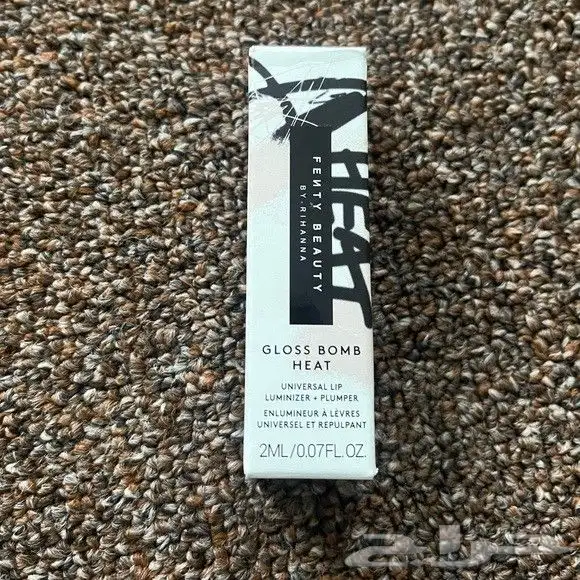 HEAT
FEИTY BEAUTY
BY.RIHANNA
GLOSS BOMB
HEAT
UNIVERSAL LIP
LUMINIZER + PLUMPER
ENLUMINEUR À LÈVRES
UNIVERSEL ET REPULPANT
2ML/0.07FL.OZ.